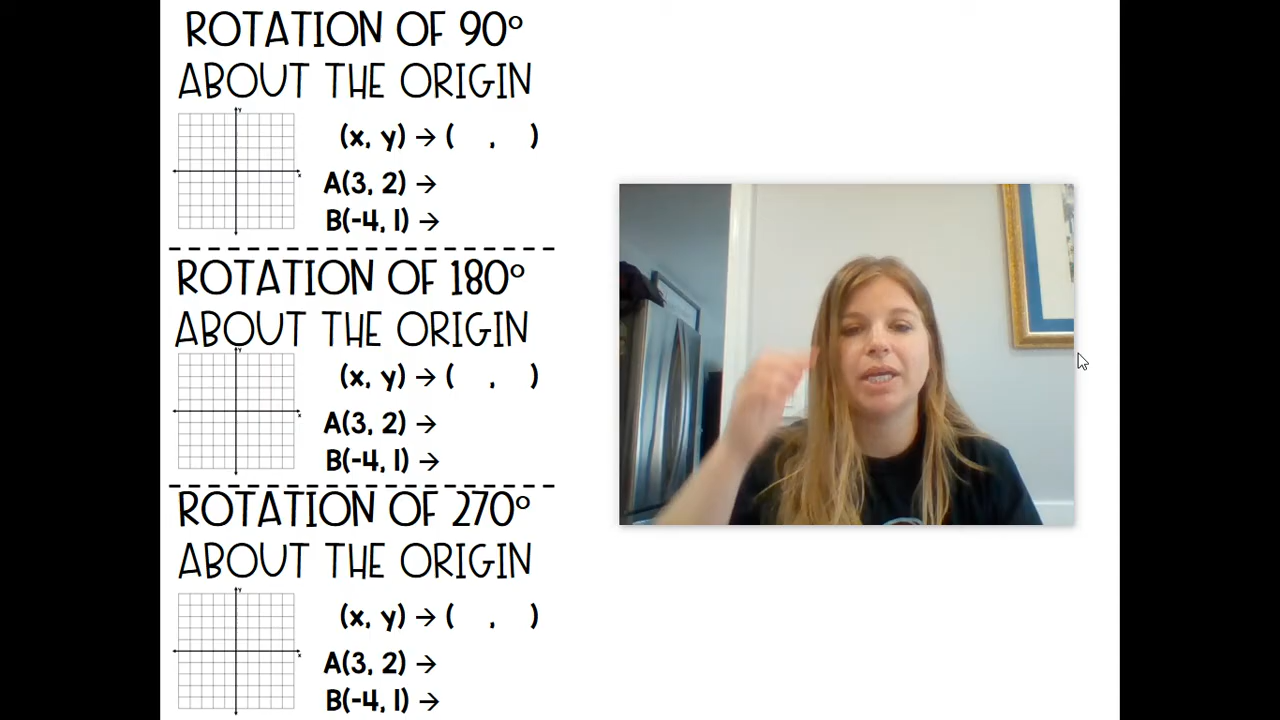 ROTATION OF 90°
ABOUT THE ORIGIN
y
(x, y) → ( , )
x
A(3, 2) →
B(-4, 1) →
ROTATION OF 180°
ABOUT THE ORIGIN
y
(x, y) → ( , )
x
A(3, 2) →
B(-4, 1) →
ROTATION OF 270°
ABOUT THE ORIGIN
y
(x, y) → ( , )
x
A(3, 2) →
B(-4, 1) →